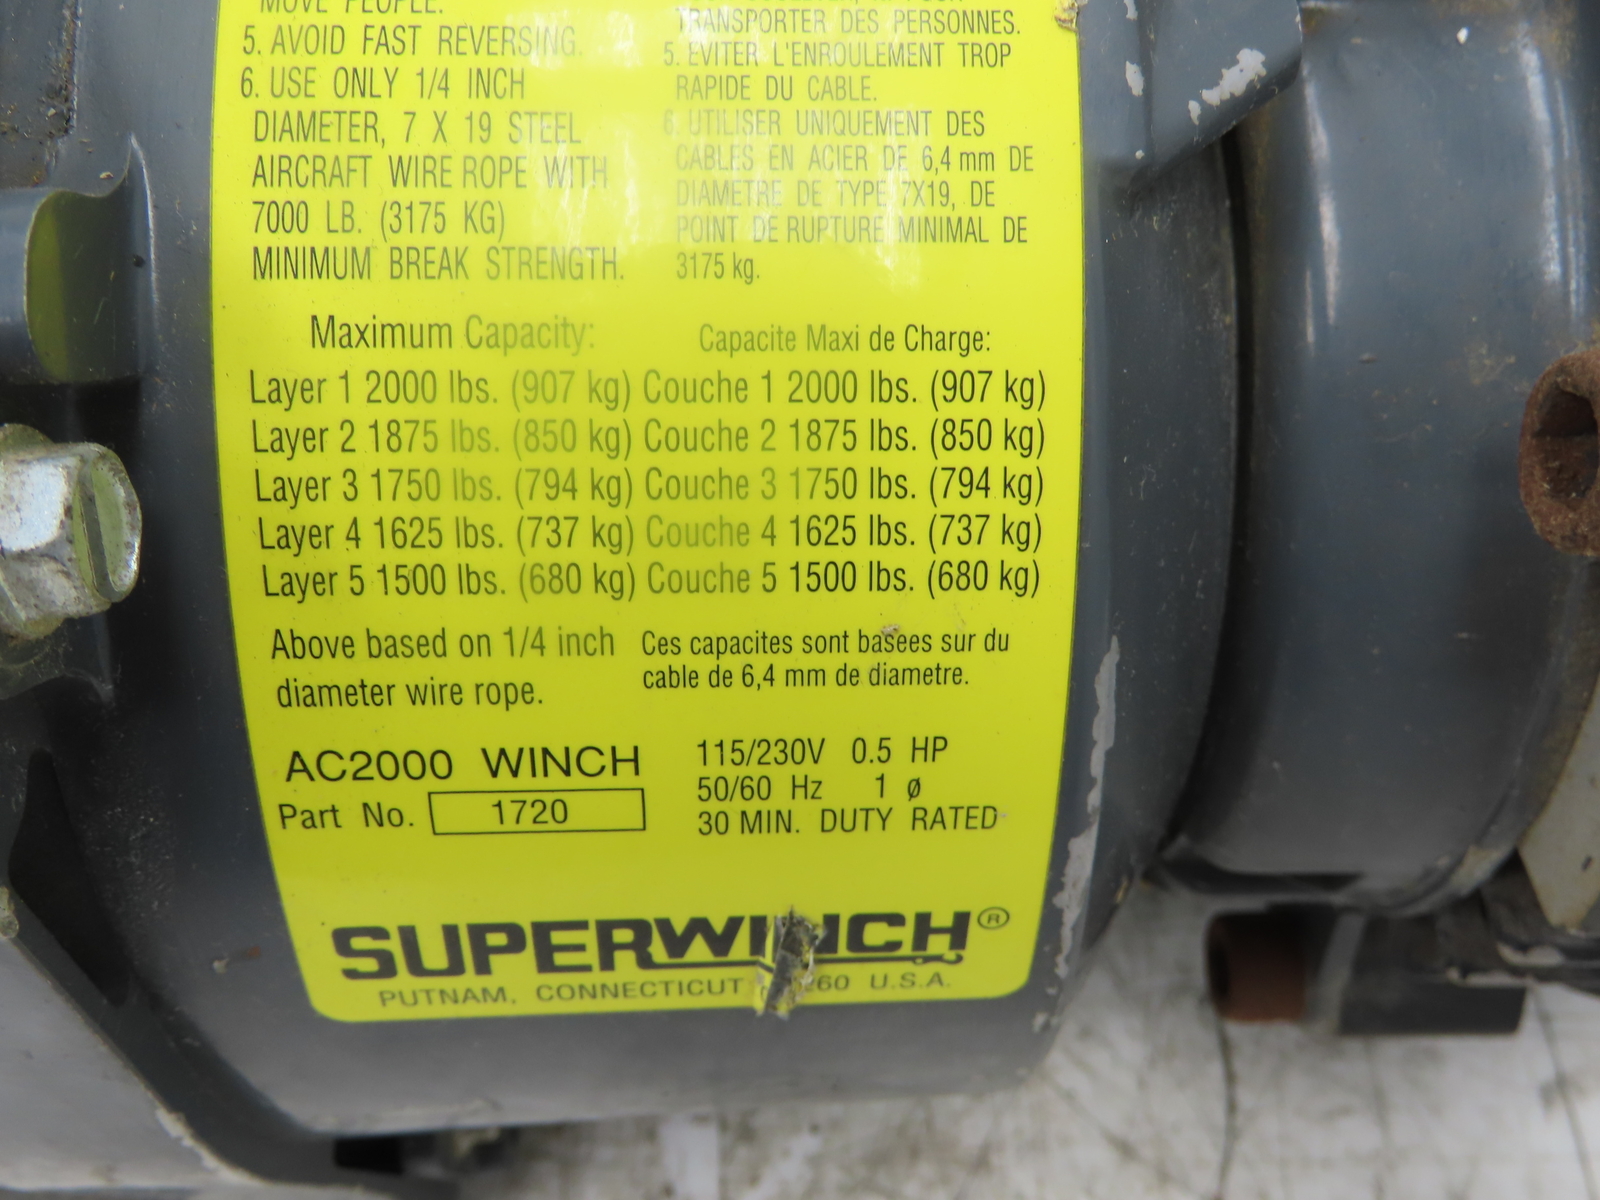 MOVE PEOPLE.
5. AVOID FAST REVERSING.
6. USE ONLY 1/4 INCH
DIAMETER, 7 X 19 STEEL
AIRCRAFT WIRE ROPE WITH
7000 LB. (3175 KG)
MINIMUM BREAK STRENGTH.
TRANSPORTER DES PERSONNES.
5. EVITER L'ENROULEMENT TROP
RAPIDE DU CABLE.
6. UTILISER UNIQUEMENT DES
CABLES EN ACIER DE 6,4 mm DE
DIAMETRE DE TYPE 7X19, DE
POINT DE RUPTURE MINIMAL DE
3175 kg.
Maximum Capacity:
Layer 1 2000 lbs. (907 kg)
Layer 2 1875 lbs. (850 kg)
Layer 3 1750 lbs. (794 kg)
Layer 4 1625 lbs. (737 kg)
Layer 5 1500 lbs. (680 kg)
Above based on 1/4 inch
diameter wire rope.
Capacite Maxi de Charge:
Couche 1 2000 lbs. (907 kg)
Couche 2 1875 lbs. (850 kg)
Couche 3 1750 lbs. (794 kg)
Couche 4 1625 lbs. (737 kg)
Couche 5 1500 lbs. (680 kg)
Ces capacites sont basees sur du
cable de 6,4 mm de diametre.
AC2000 WINCH
Part No. 1720
115/230V 0.5 HP
50/60 Hz 1 ø
30 MIN. DUTY RATED
SUPERWINCH®
PUTNAM, CONNECTICUT U.S.A.